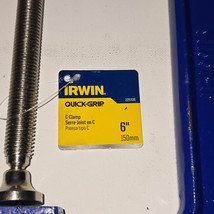 IRWIN
QUICK-GRIP
C-Clamp
Serre-joint en C
Prensa tipo C
6"
150mm